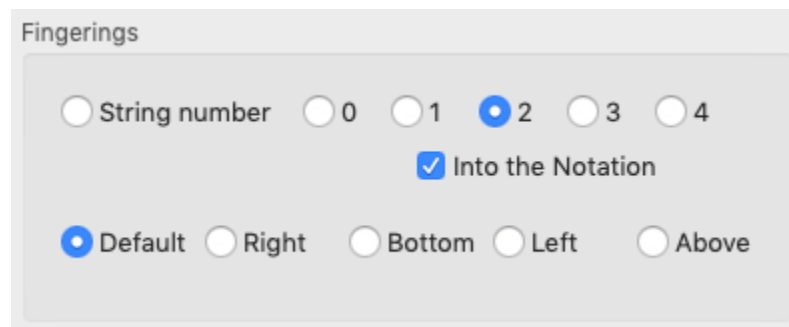 Fingerings
String number 0 1 2 3 4
Into the Notation
Default Right Bottom Left Above